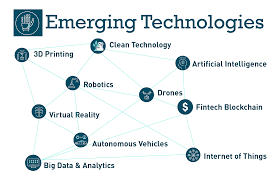 Emerging Technologies
Clean Technology
3D Printing
Artificial Intelligence
Robotics
Drones
Virtual Reality
$ Fintech Blockchain
Autonomous Vehicles
Internet of Things
Big Data & Analytics